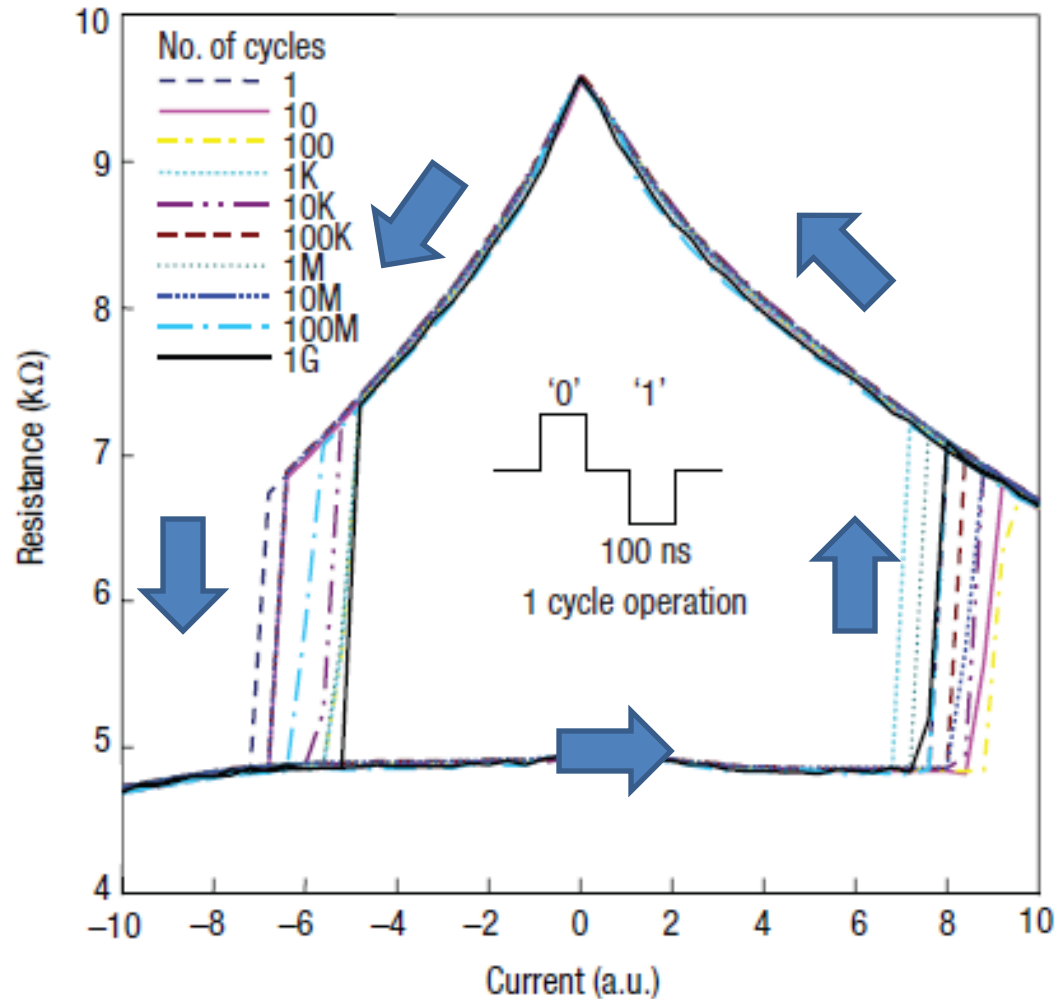 No. of cycles
1
10
100
1K
10K
100K
1M
10M
100M
1G
10
9
8
7
6
5
4
Resistance (kΩ)
'0' '1'
100 ns
1 cycle operation
−10 −8 −6 −4 −2 0 2 4 6 8 10
Current (a.u.)